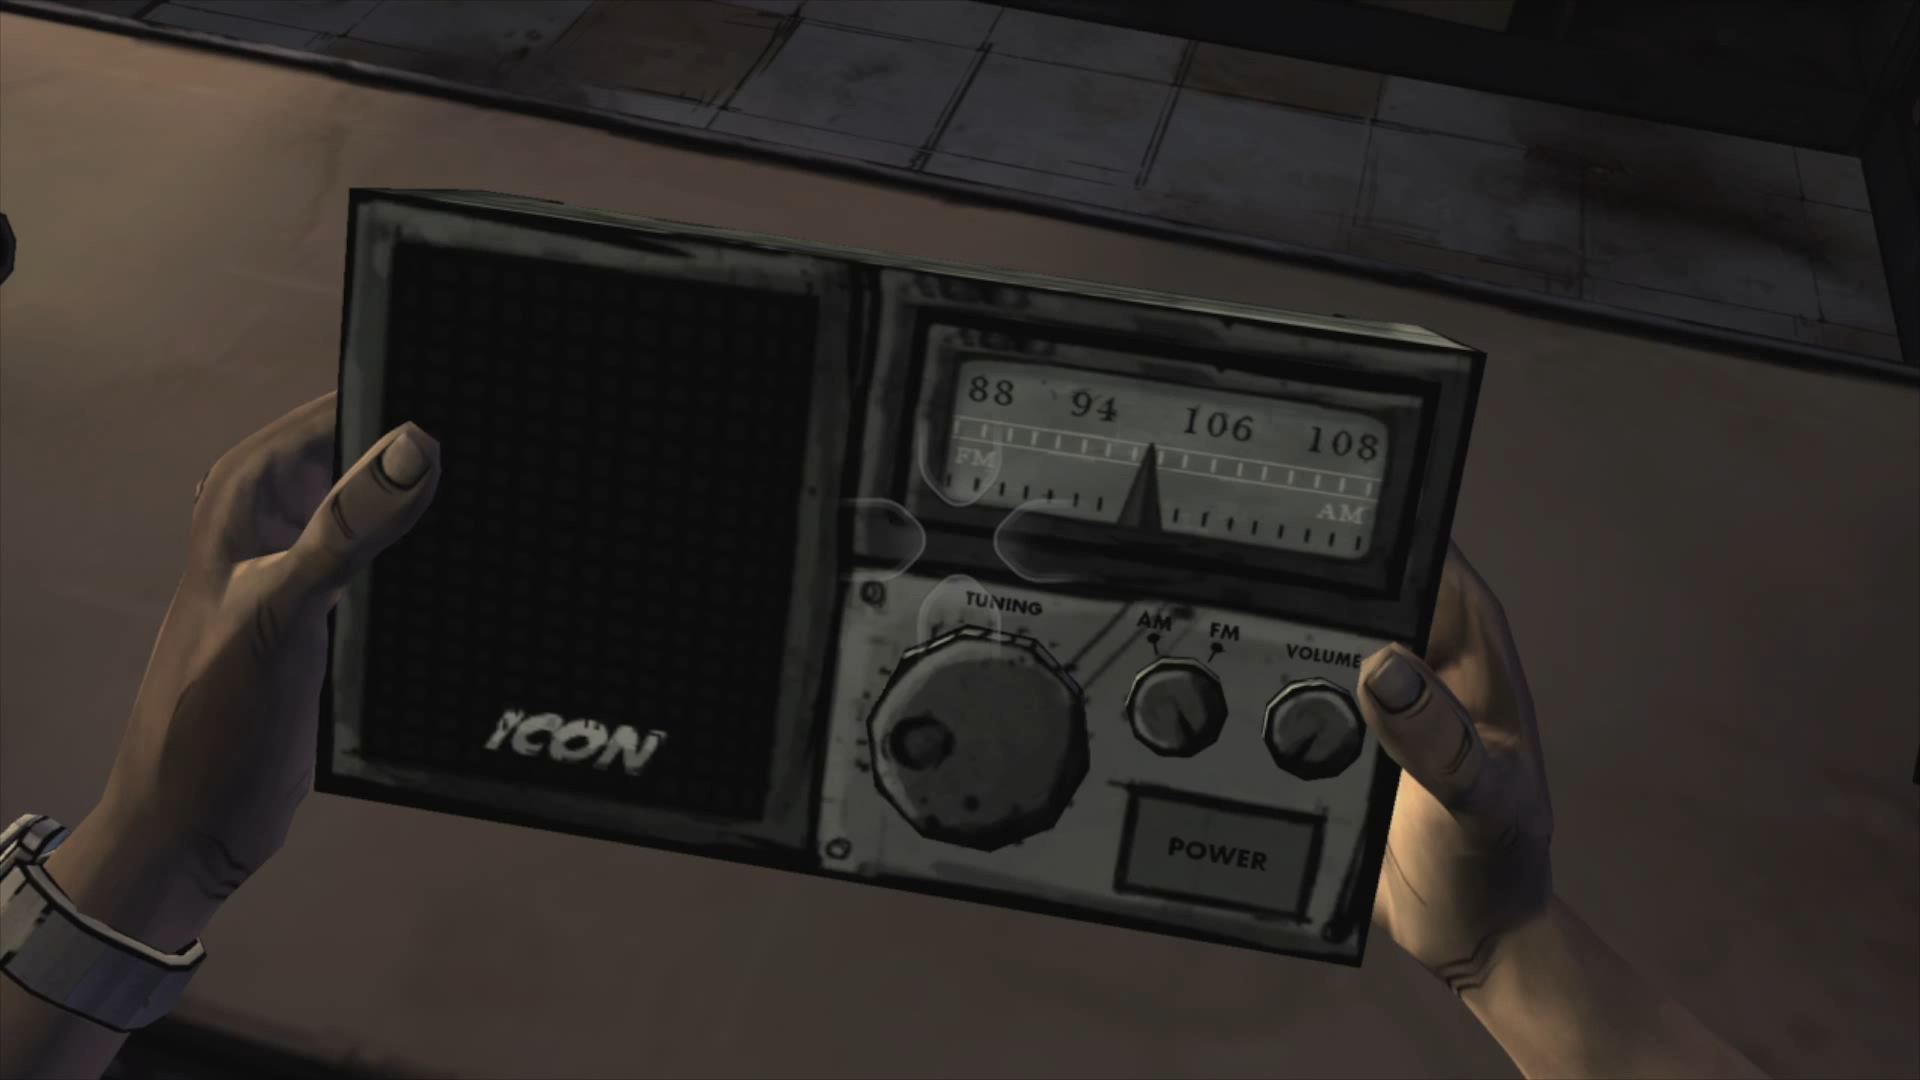 88 94 106 108
FM
AM
TUNING
AM FM
VOLUME
ICON
POWER